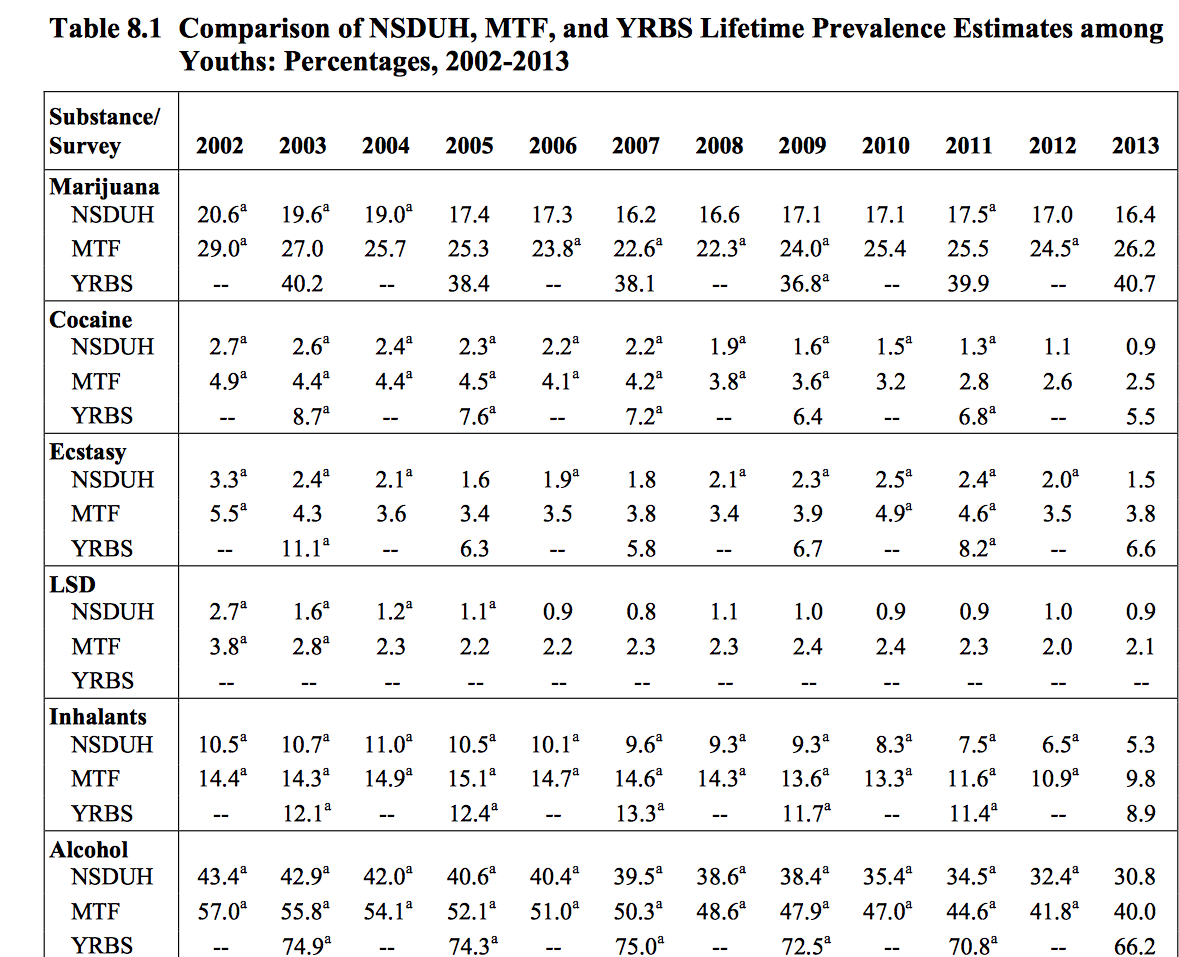 Table 8.1 Comparison of NSDUH, MTF, and YRBS Lifetime Prevalence Estimates among
Youths: Percentages, 2002-2013
Substance/
Survey 2002 2003 2004 2005 2006 2007 2008 2009 2010 2011 2012 2013
Marijuana
NSDUH 20.6a 19.6a 19.0a 17.4 17.3 16.2 16.6 17.1 17.1 17.5a 17.0 16.4
MTF 29.0a 27.0 25.7 25.3 23.8a 22.6a 22.3a 24.0a 25.4 25.5 24.5a 26.2
YRBS -- 40.2 -- 38.4 -- 38.1 -- 36.8a -- 39.9 -- 40.7
Cocaine
NSDUH 2.7a 2.6a 2.4a 2.3a 2.2a 2.2a 1.9a 1.6a 1.5a 1.3a 1.1 0.9
MTF 4.9a 4.4a 4.4a 4.5a 4.1a 4.2a 3.8a 3.6a 3.2 2.8 2.6 2.5
YRBS -- 8.7a -- 7.6a -- 7.2a -- 6.4 -- 6.8a -- 5.5
Ecstasy
NSDUH 3.3a 2.4a 2.1a 1.6 1.9a 1.8 2.1a 2.3a 2.5a 2.4a 2.0a 1.5
MTF 5.5a 4.3 3.6 3.4 3.5 3.8 3.4 3.9 4.9a 4.6a 3.5 3.8
YRBS -- 11.1a -- 6.3 -- 5.8 -- 6.7 -- 8.2a -- 6.6
LSD
NSDUH 2.7a 1.6a 1.2a 1.1a 0.9 0.8 1.1 1.0 0.9 0.9 1.0 0.9
MTF 3.8a 2.8a 2.3 2.2 2.2 2.3 2.3 2.4 2.4 2.3 2.0 2.1
YRBS -- -- -- -- -- -- -- -- -- -- -- --
Inhalants
NSDUH 10.5a 10.7a 11.0a 10.5a 10.1a 9.6a 9.3a 9.3a 8.3a 7.5a 6.5a 5.3
MTF 14.4a 14.3a 14.9a 15.1a 14.7a 14.6a 14.3a 13.6a 13.3a 11.6a 10.9a 9.8
YRBS -- 12.1a -- 12.4a -- 13.3a -- 11.7a -- 11.4a -- 8.9
Alcohol
NSDUH 43.4a 42.9a 42.0a 40.6a 40.4a 39.5a 38.6a 38.4a 35.4a 34.5a 32.4a 30.8
MTF 57.0a 55.8a 54.1a 52.1a 51.0a 50.3a 48.6a 47.9a 47.0a 44.6a 41.8a 40.0
YRBS -- 74.9a -- 74.3a -- 75.0a -- 72.5a -- 70.8a -- 66.2